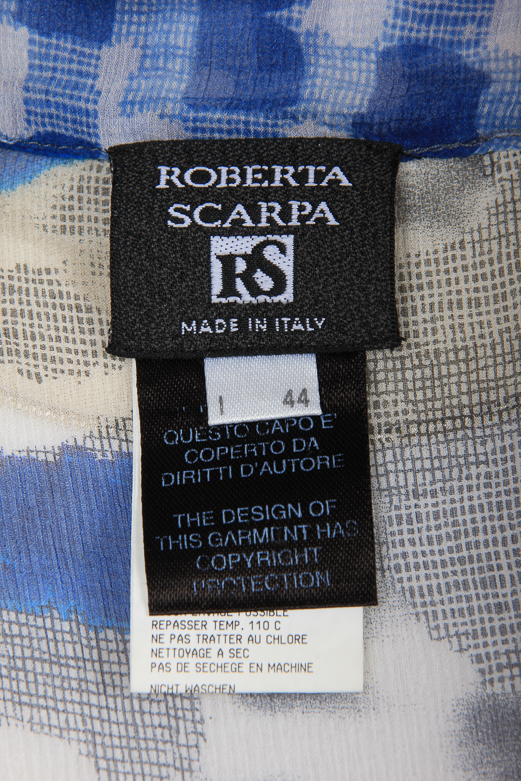 ROBERTA
SCARPA
RS
MADE IN ITALY
I 44
QUESTO CAPO E'
COPERTO DA
DIRITTI D'AUTORE
THE DESIGN OF
THIS GARMENT HAS
COPYRIGHT
PROTECTION
POSSIBLE
REPASSER TEMP. 110 C
NE PAS TRATTER AU CHLORE
NETTOYAGE A SEC
PAS DE SECHEGE EN MACHINE
NICHT WASCHEN